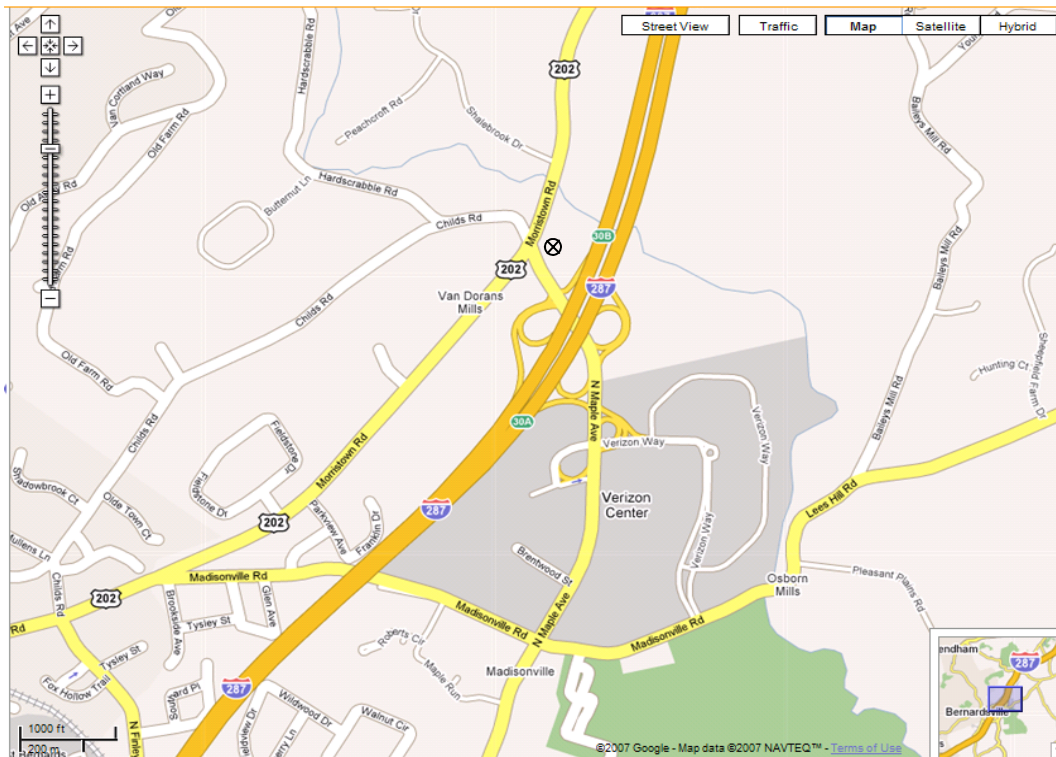 Street View
Traffic
Map
Satellite
Hybrid
287
202
Van Cortland Way
Old Farm Rd
Hardscrabble Rd
Peachcroft Rd
Shalebrook Dr
Baileys Mill Rd
Hardscrabble Rd
Butternut Ln
Childs Rd
Morristown Rd
30B
202
287
Van Dorans
Mills
Baileys Mill Rd
Childs Rd
Old Farm Rd
Hunting Ct
Sheepfield Farm Dr
N Maple Ave
30A
Verizon Way
Verizon Way
Baileys Mill Rd
Childs Rd
Fieldstone Dr
Morristown Rd
Shadowbrook Ct
Fieldstone Dr
Olde Town Ct
Parkview Ave
Franklin Dr
202
287
Verizon
Center
Verizon Way
Lees Hill Rd
Mullens Ln
Brentwood St
Osborn
Mills
Pleasant Plains Rd
Madisonville Rd
Childs Rd
202
Rd
Brookside Ave
Glen Ave
Tysley St
Madisonville Rd
N Maple Ave
Madisonville Rd
Roberts Cir
Maple Run
Madisonville
Tysley St
Fox Hollow Trail
287
Wildwood Dr
Walnut Cir
N Finley
1000 ft
200 m
endham
287
Bernardsville
©2007 Google - Map data ©2007 NAVTEQ™ - Terms of Use